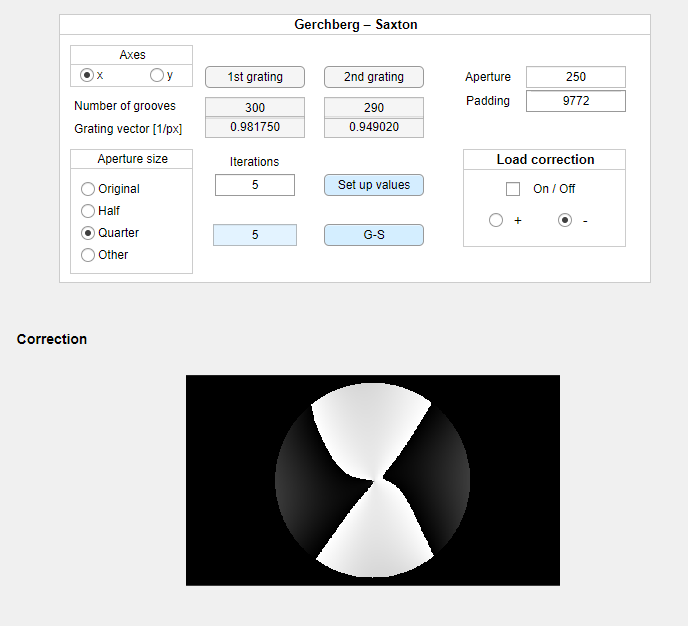 Gerchberg – Saxton
Axes
x y
1st grating 2nd grating
Aperture 250
Number of grooves 300 290
Padding 9772
Grating vector [1/px] 0.981750 0.949020
Aperture size
Iterations
Load correction
Original
5 Set up values
On / Off
Half
+ -
Quarter
5 G-S
Other
Correction